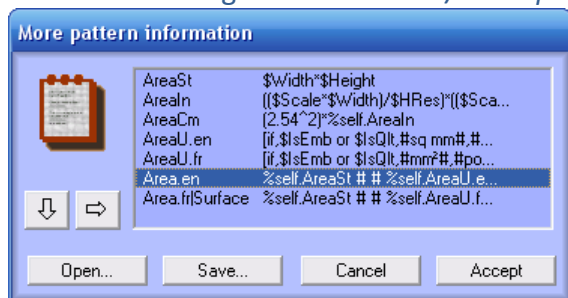 More pattern information
AreaSt $Width*$Height
AreaIn (($Scale*$Width)/$HRes)*(($Sca...
AreaCm (2.54^2)*%self.AreaIn
AreaU.en [if,$IsEmb or $IsQlt,#sq mm#,#...
AreaU.fr [if,$IsEmb or $IsQlt,#mm²#,#po...
Area.en %self.AreaSt # # %self.AreaU.e...
Area.fr|Surface %self.AreaSt # # %self.AreaU.f...
Open... Save... Cancel Accept